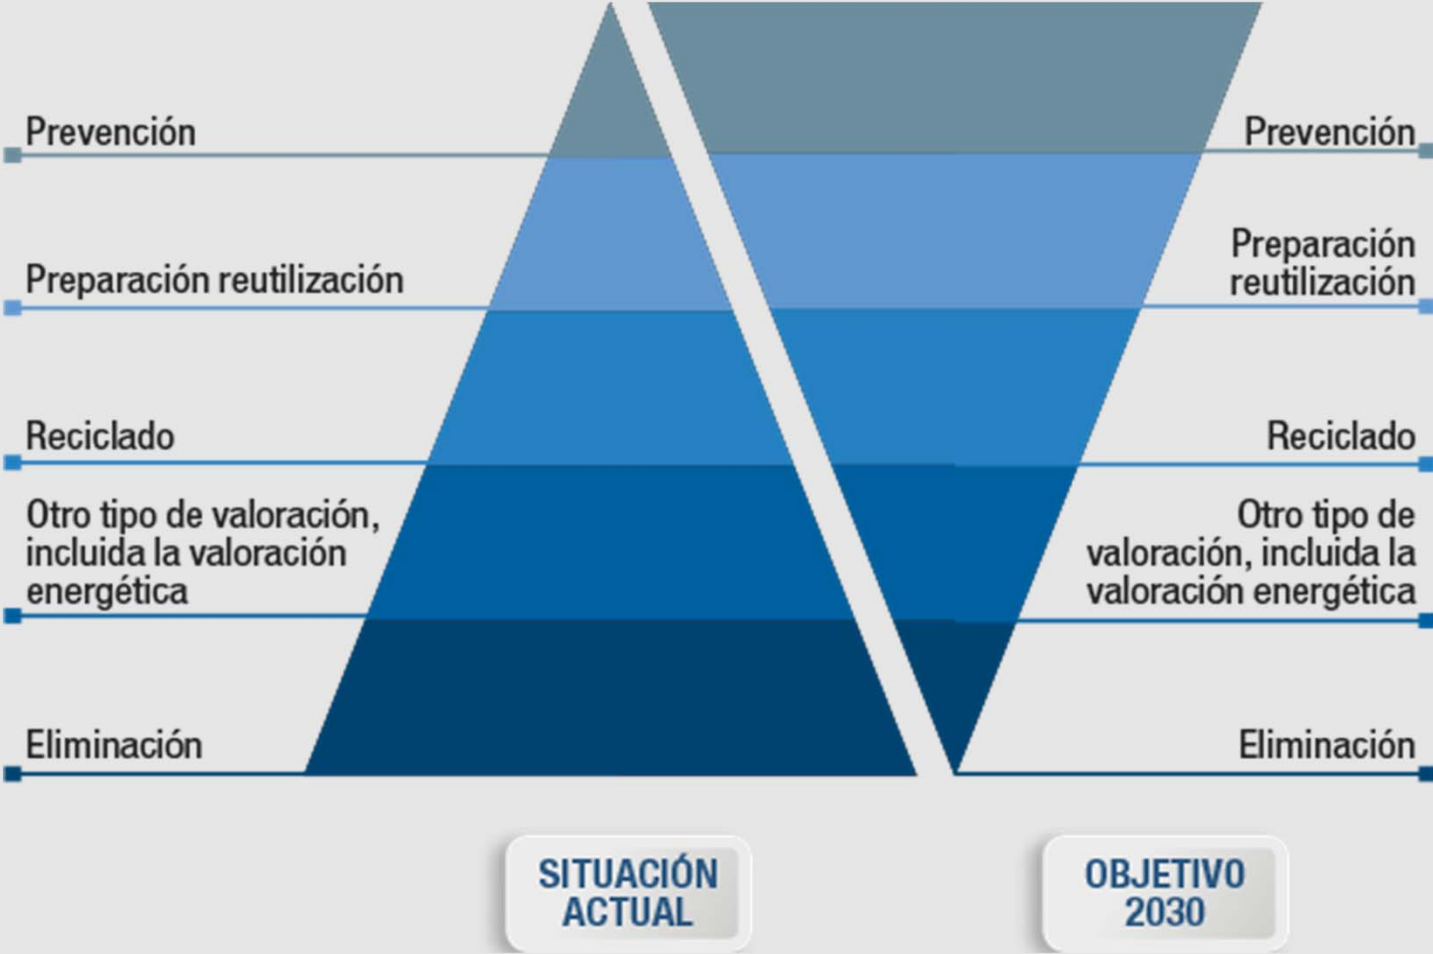 Prevención
Preparación reutilización
Reciclado
Otro tipo de valoración,
incluida la valoración
energética
Eliminación
Prevención
Preparación
reutilización
Reciclado
Otro tipo de
valoración, incluida la
valoración energética
Eliminación
SITUACIÓN
ACTUAL
OBJETIVO
2030